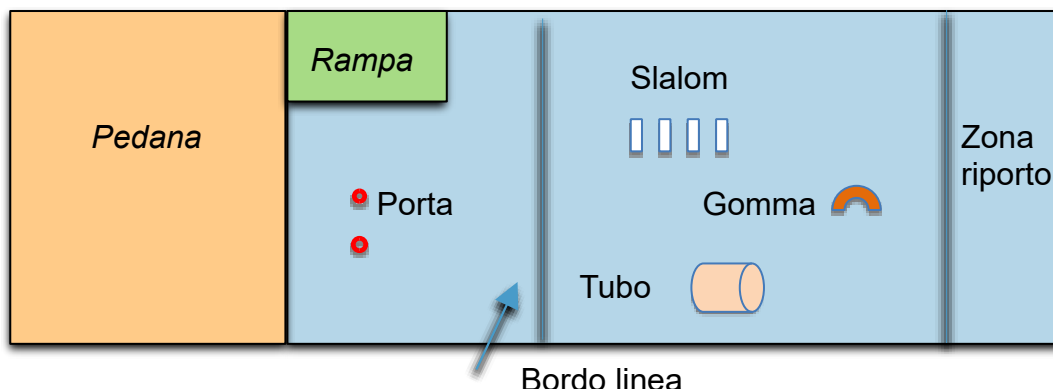 Rampa
Pedana
Slalom
Porta
Gomma
Zona
riporto
Tubo
Bordo linea